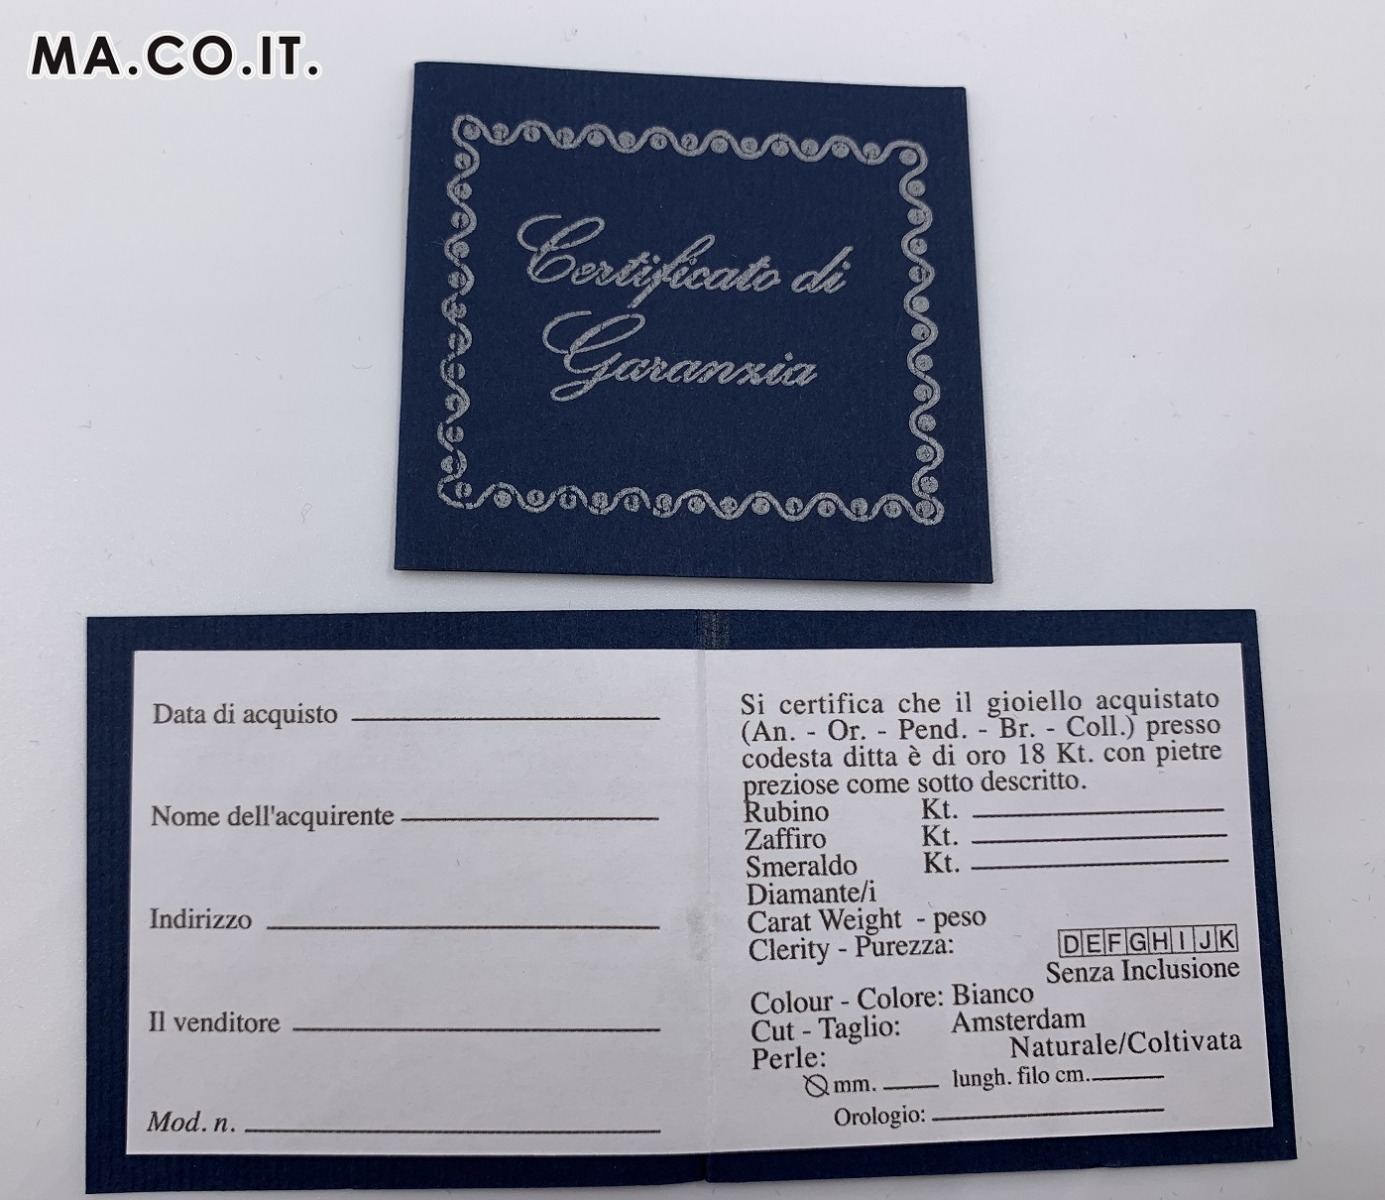 MA.CO.IT.
Certificato di
Garanzia
Data di acquisto
Nome dell'acquirente
Indirizzo
Il venditore
Mod. n.
Si certifica che il gioiello acquistato
(An. - Or. - Pend. - Br. - Coll.) presso
codesta ditta è di oro 18 Kt. con pietre
preziose come sotto descritto.
Rubino Kt.
Zaffiro Kt.
Smeraldo Kt.
Diamante/i
Carat Weight - peso
Clerity - Purezza: D E F G H I J K
Senza Inclusione
Colour - Colore: Bianco
Cut - Taglio: Amsterdam
Perle: Naturale/Coltivata
Ø mm. lungh. filo cm.
Orologio: